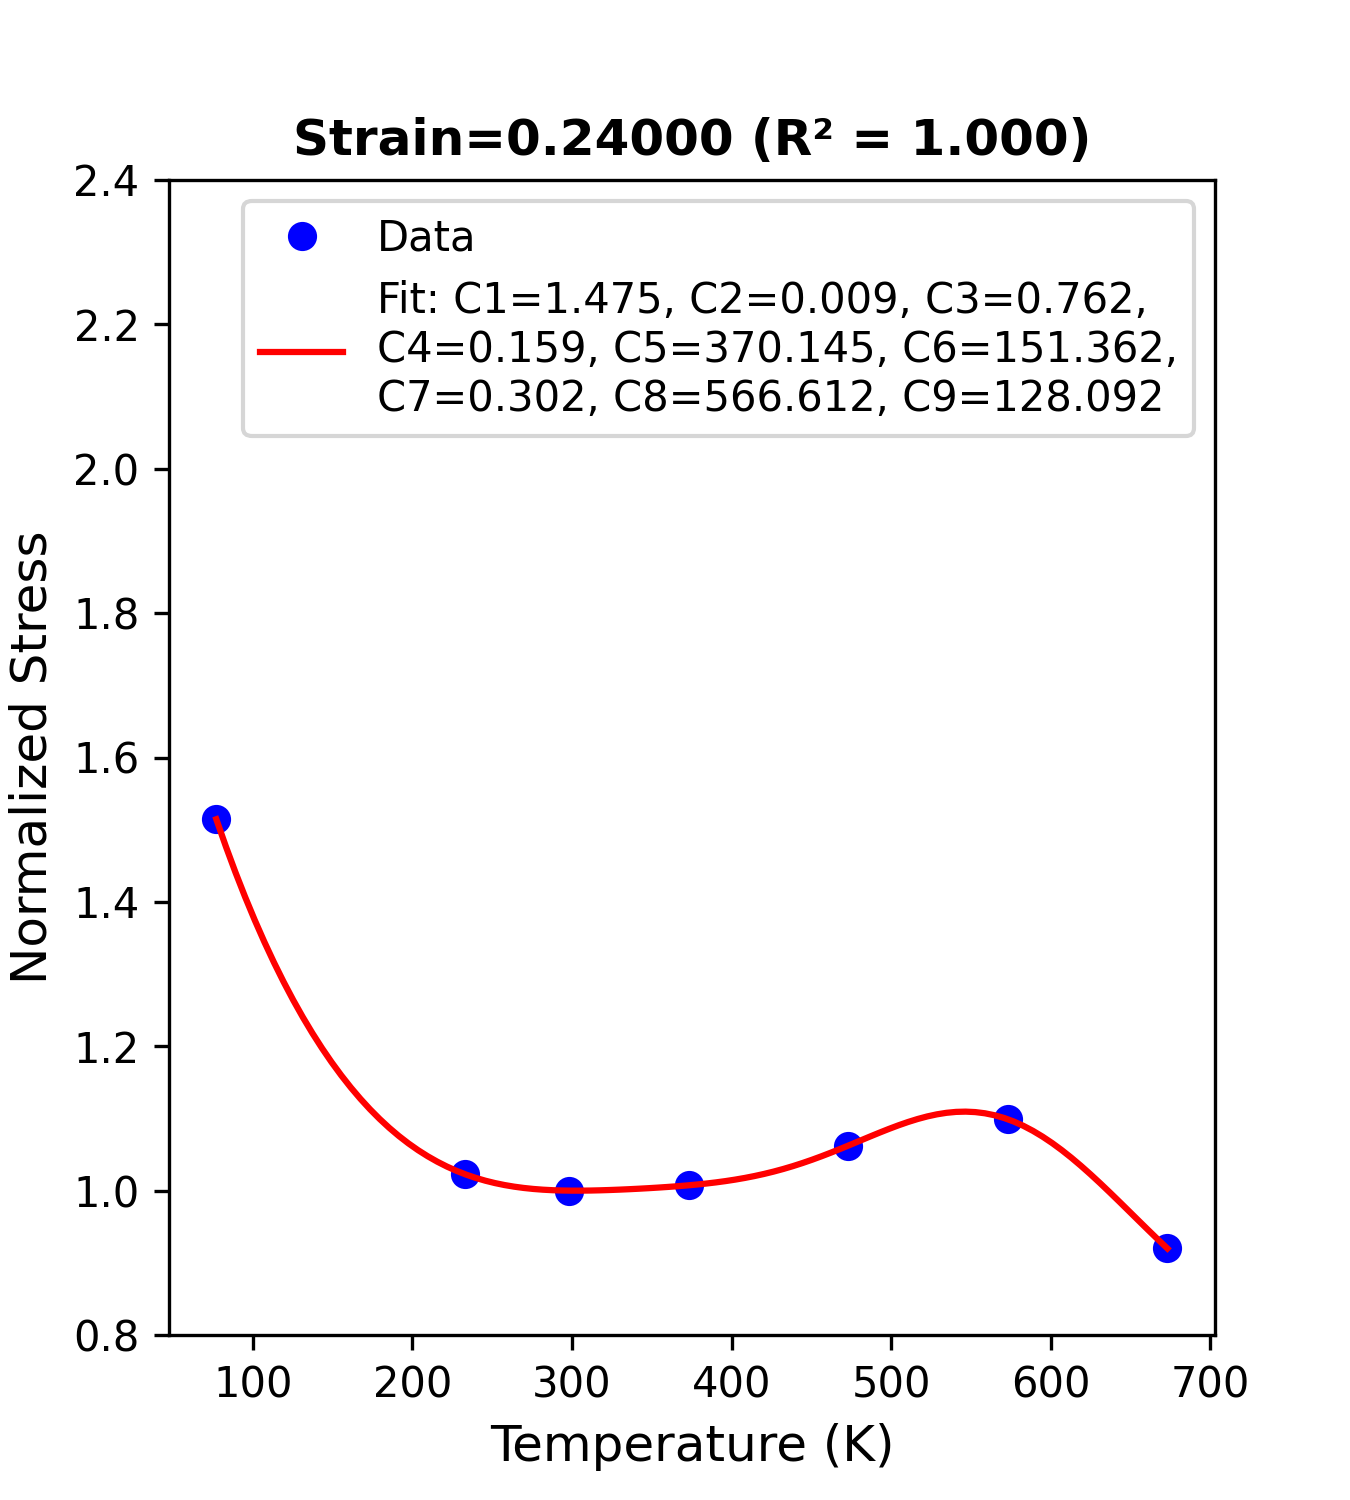 Strain=0.24000 (R² = 1.000)
2.4
2.2
2.0
1.8
1.6
1.4
1.2
1.0
0.8
Normalized Stress
Data
Fit: C1=1.475, C2=0.009, C3=0.762,
C4=0.159, C5=370.145, C6=151.362,
C7=0.302, C8=566.612, C9=128.092
100 200 300 400 500 600 700
Temperature (K)